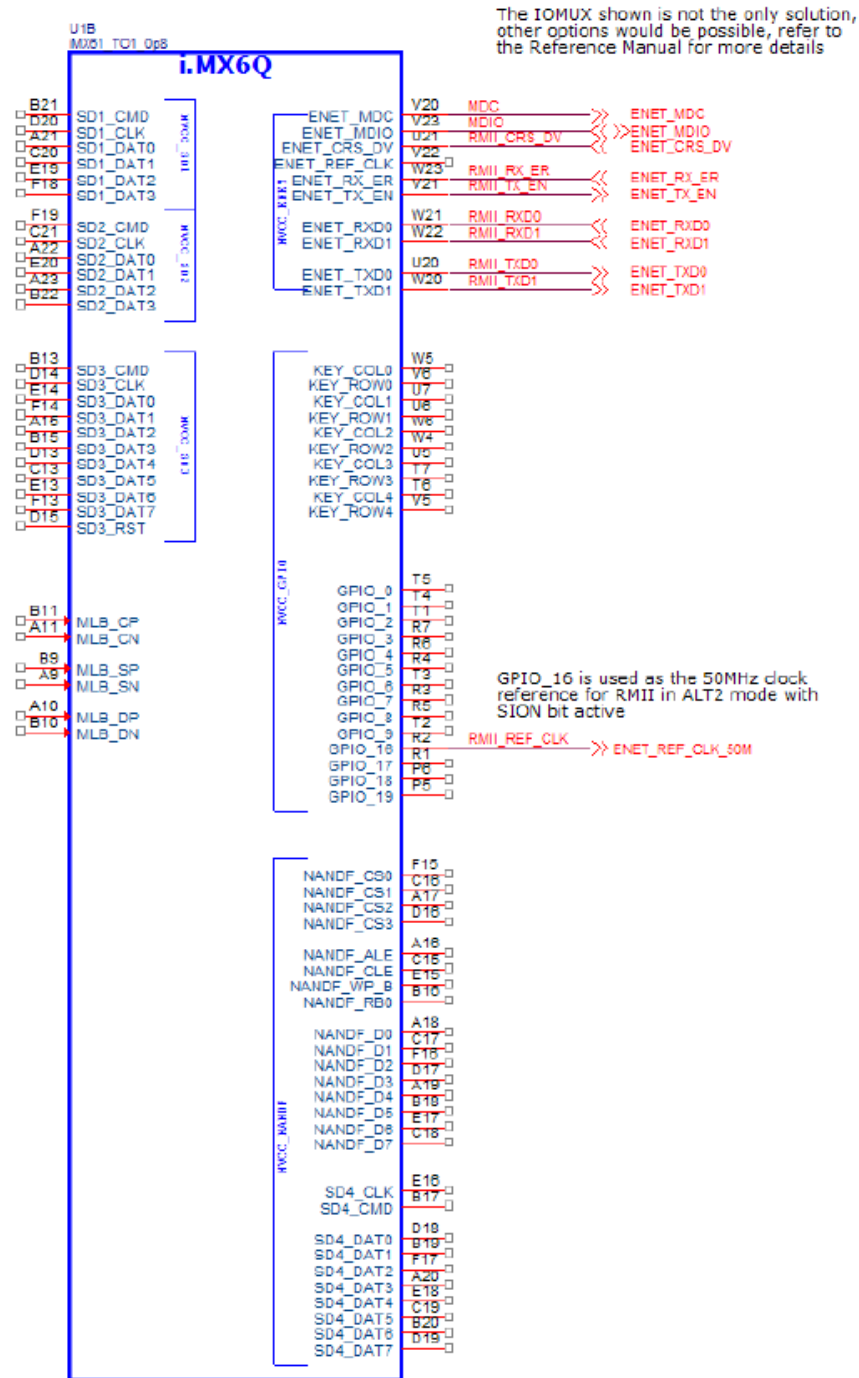 The IOMUX shown is not the only solution,
other options would be possible, refer to
the Reference Manual for more details
U1B
i.MX6Q
B21 SD1_CMD
D20 SD1_CLK
A21 SD1_DAT0
C20 SD1_DAT1
E19 SD1_DAT2
F18 SD1_DAT3
F19 SD2_CMD
C21 SD2_CLK
A22 SD2_DAT0
E20 SD2_DAT1
A23 SD2_DAT2
B22 SD2_DAT3
B13 SD3_CMD
D14 SD3_CLK
E14 SD3_DAT0
F14 SD3_DAT1
SD3_DAT2
B15 SD3_DAT3
D13 SD3_DAT4
C13 SD3_DAT5
E13 SD3_DAT6
F13 SD3_DAT7
D15 SD3_RST
B11 MLB_CP
A11 MLB_CN
B9 MLB_SP
A9 MLB_SN
A10 MLB_DP
B10 MLB_DN
ENET_MDC V20 MDC ENET_MDC
ENET_MDIO V23 MDIO ENET_MDIO
ENET_CRS_DV U21 RMII_CRS_DV ENET_CRS_DV
ENET_REF_CLK V22
ENET_RX_ER W23 RMII_RX_ER ENET_RX_ER
ENET_TX_EN V21 RMII_TX_EN ENET_TX_EN
ENET_RXD0 W21 RMII_RXD0 ENET_RXD0
ENET_RXD1 W22 RMII_RXD1 ENET_RXD1
ENET_TXD0 U20 RMII_TXD0 ENET_TXD0
ENET_TXD1 W20 RMII_TXD1 ENET_TXD1
KEY_COL0 W5
KEY_ROW0 V6
KEY_COL1 U7
KEY_ROW1 U6
KEY_COL2 W6
KEY_ROW2 W4
KEY_COL3 U5
KEY_ROW3 T7
KEY_COL4 T6
KEY_ROW4 V5
NVCC_GPIO
GPIO_0 T5
GPIO_1 T4
GPIO_2 T1
GPIO_3 R7
GPIO_4 R6
GPIO_5 R4
GPIO_6 T3
GPIO_7 R3
GPIO_8 R5
GPIO_9 T2
GPIO_16 R2 RMII_REF_CLK ENET_REF_CLK_50M
GPIO_17 R1
GPIO_18 P6
GPIO_19 P5
GPIO_16 is used as the 50MHz clock
reference for RMII in ALT2 mode with
SION bit active
NANDF_CS0 F15
NANDF_CS1 C16
NANDF_CS2 A17
NANDF_CS3 D16
NANDF_ALE A16
NANDF_CLE C15
NANDF_WP_B E15
NANDF_RB0 B16
NANDF_D0 A18
NANDF_D1 C17
NANDF_D2 F16
NANDF_D3 D17
NANDF_D4 A19
NANDF_D5 B18
NANDF_D6 E17
NANDF_D7 C18
SD4_CLK E16
SD4_CMD B17
SD4_DAT0 D18
SD4_DAT1 B19
SD4_DAT2 F17
SD4_DAT3 A20
SD4_DAT4 E18
SD4_DAT5 C19
SD4_DAT6 B20
SD4_DAT7 D19